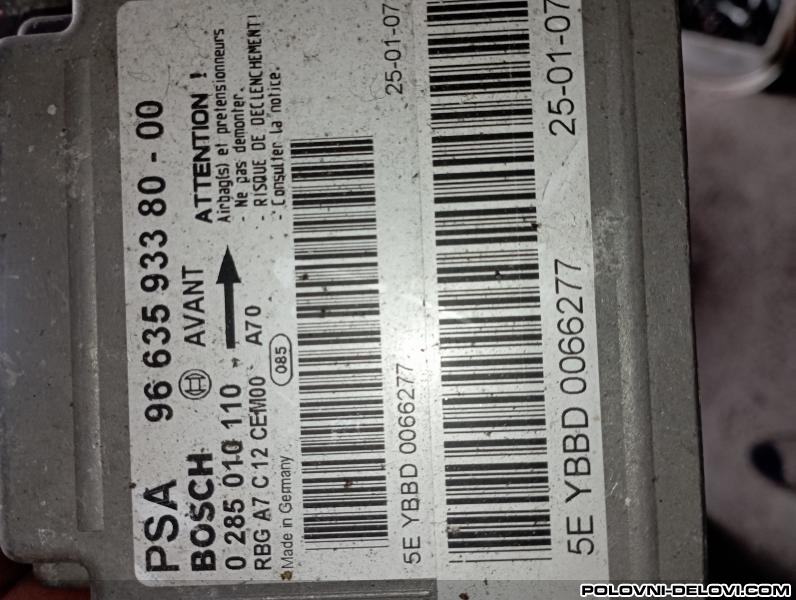 PSA 96 635 933 80 - 00
BOSCH AVANT ATTENTION !
0 285 010 110
Airbag(s) et pretensionneurs
- Ne pas demonter.
- RISQUE DE DECLENCHEMENT!
- Consulter la notice.
RBG A7 C 12 CEM00 A70
085
Made in Germany
5E YBBD 0066277 25-01-07
5E YBBD 0066277 25-01-07
POLOVNI-DELOVI.COM